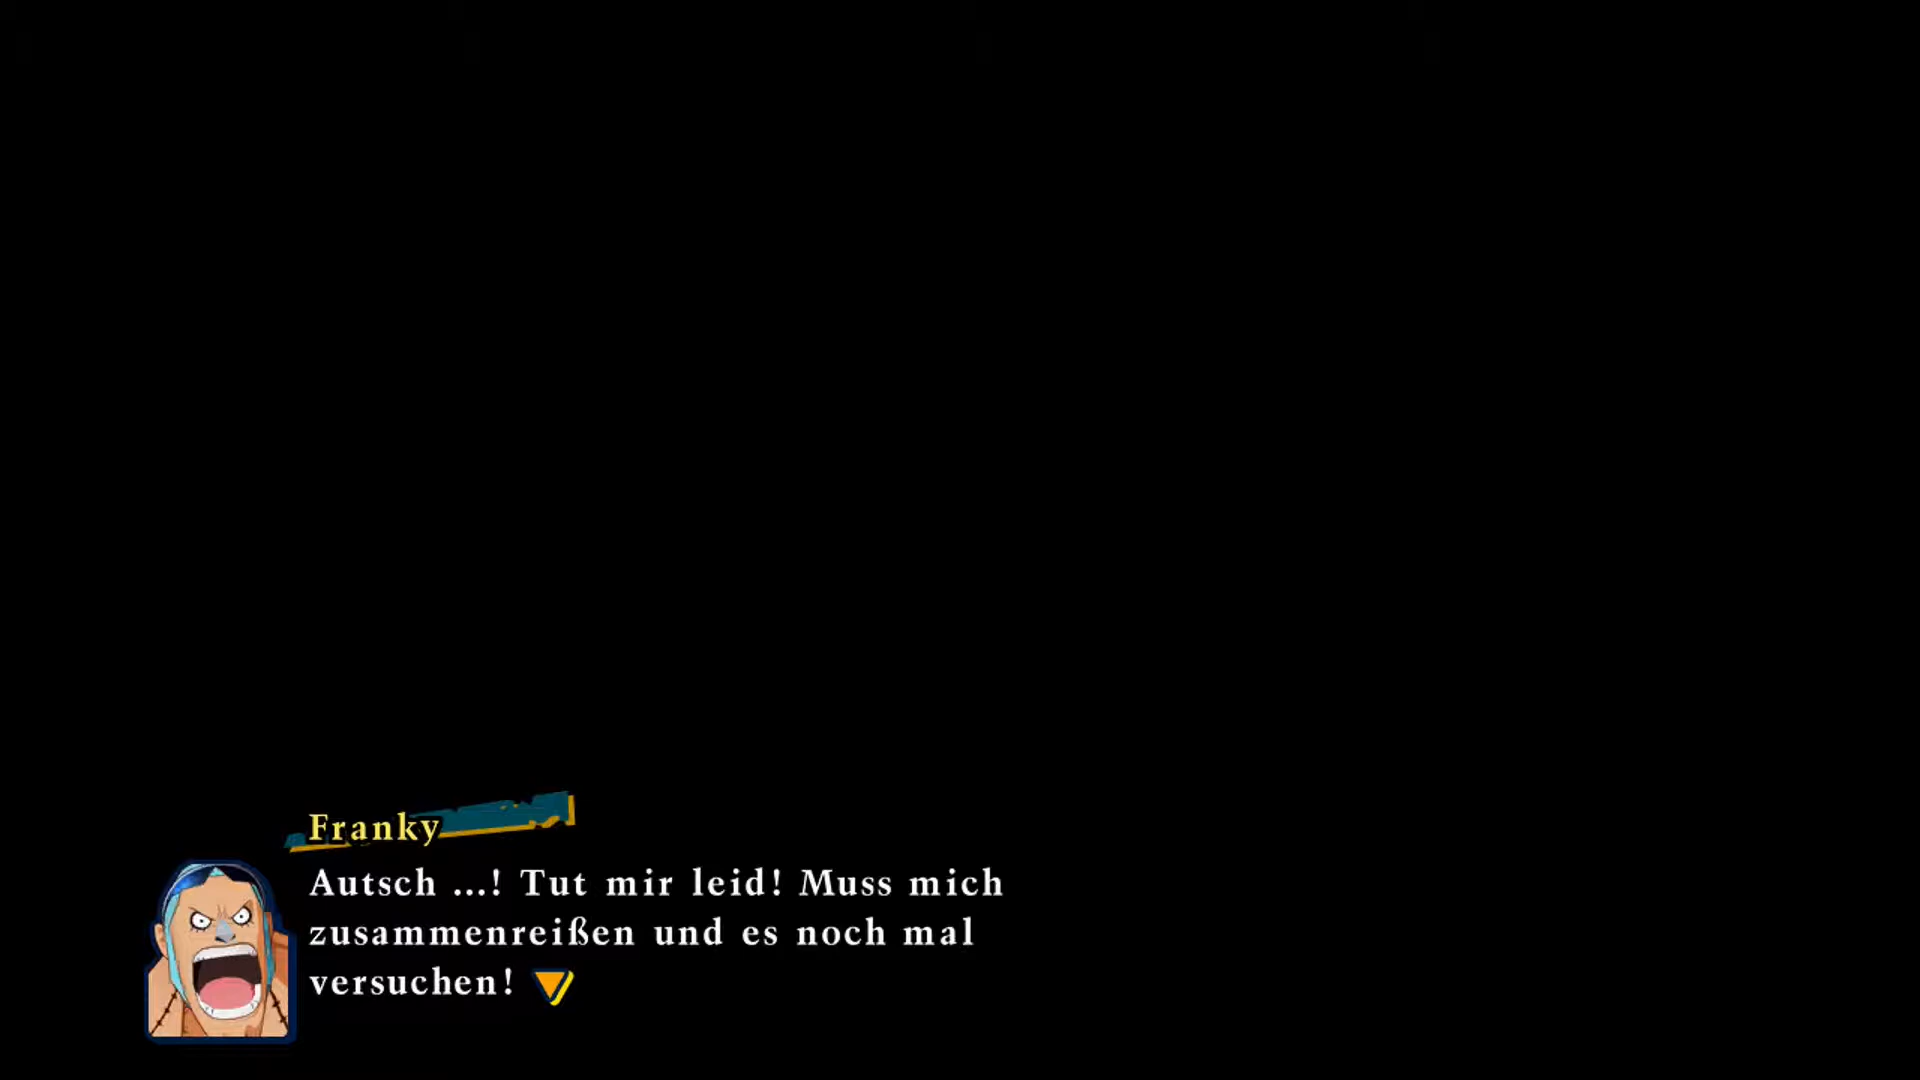 Franky
Autsch ...! Tut mir leid! Muss mich
zusammenreißen und es noch mal
versuchen!